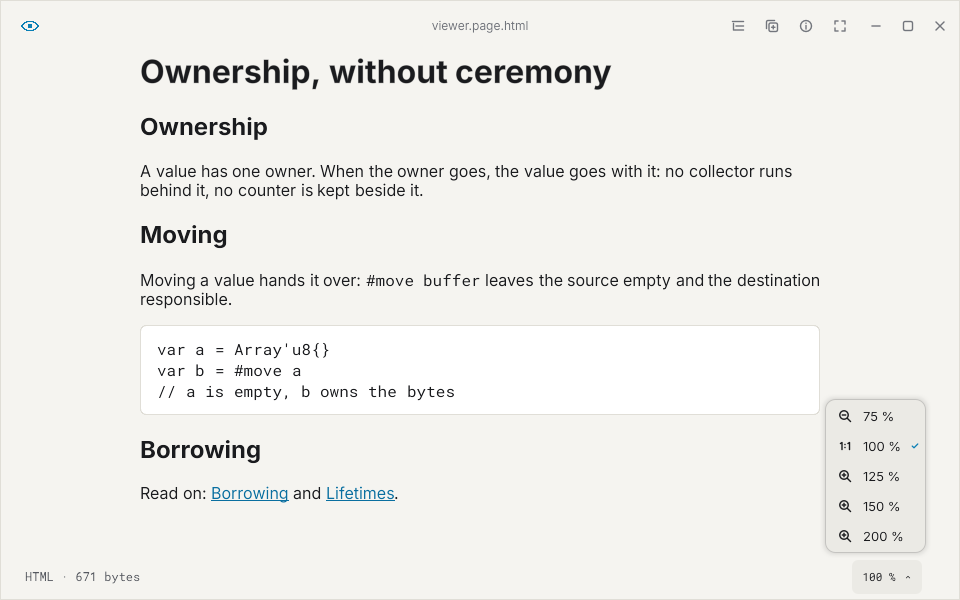 viewer.page.html
Ownership, without ceremony
Ownership
A value has one owner. When the owner goes, the value goes with it: no collector runs
behind it, no counter is kept beside it.
Moving
Moving a value hands it over: #move buffer leaves the source empty and the destination
responsible.
var a = Array'u8{}
var b = #move a
// a is empty, b owns the bytes
Borrowing
Read on: Borrowing and Lifetimes.
75 %
1:1 100 %
125 %
150 %
200 %
HTML · 671 bytes
100 %